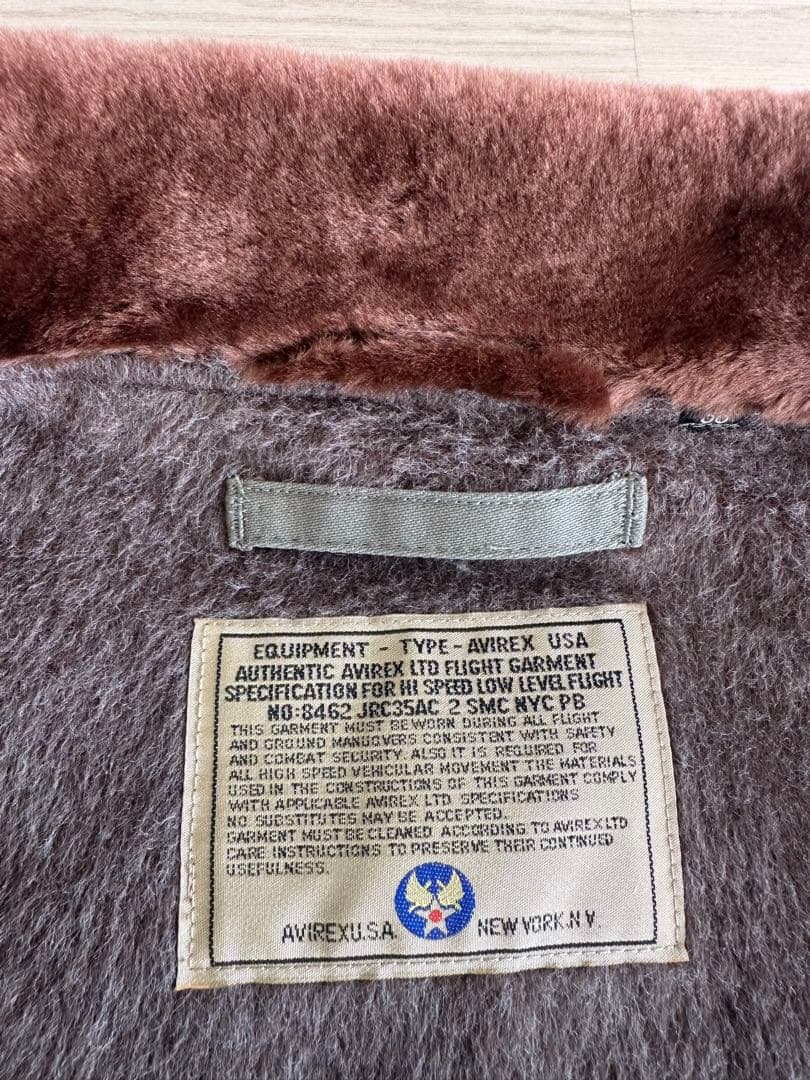 EQUIPMENT - TYPE - AVIREX USA
AUTHENTIC AVIREX LTD FLIGHT GARMENT
SPECIFICATION FOR HI SPEED LOW LEVEL FLIGHT
NO:8462 JRC35AC 2 SMC NYC PB
THIS GARMENT MUST BE WORN DURING ALL FLIGHT
AND GROUND MANUOVERS CONSISTENT WITH SAFETY
AND COMBAT SECURITY. ALSO IT IS REQUIRED FOR
ALL HIGH SPEED VEHICULAR MOVEMENT THE MATERIALS
USED IN THE CONSTRUCTIONS OF THIS GARMENT COMPLY
WITH APPLICABLE AVIREX LTD SPECIFICATIONS
NO SUBSTITUTES MAY BE ACCEPTED.
GARMENT MUST BE CLEANED ACCORDING TO AVIREX LTD
CARE INSTRUCTIONS TO PRESERVE THEIR CONTINUED
USEFULNESS.
AVIREX U.S.A. NEW YORK.N.Y.